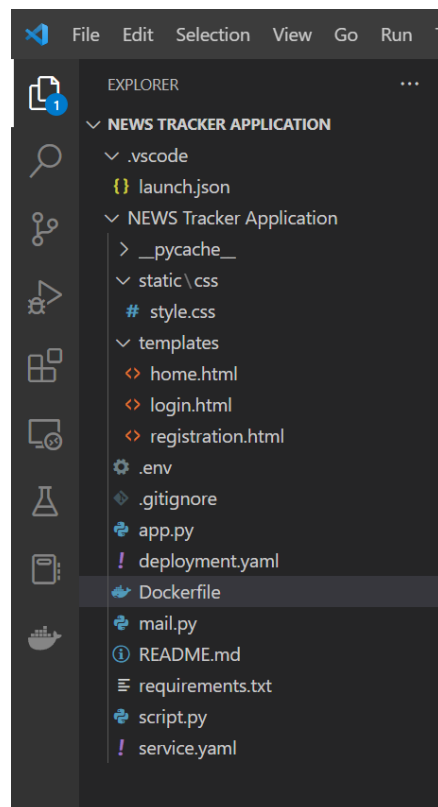 File Edit Selection View Go Run
EXPLORER ...
1
NEWS TRACKER APPLICATION
.vscode
{} launch.json
NEWS Tracker Application
> __pycache__
static\css
# style.css
templates
<> home.html
<> login.html
<> registration.html
.env
.gitignore
app.py
! deployment.yaml
Dockerfile
mail.py
README.md
requirements.txt
script.py
! service.yaml